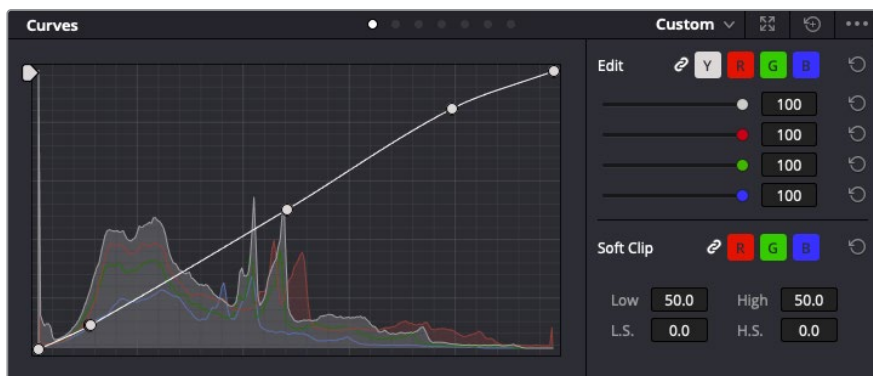 Curves
Custom
Edit Y R G B
100
100
100
100
Soft Clip R G B
Low 50.0 High 50.0
L.S. 0.0 H.S. 0.0